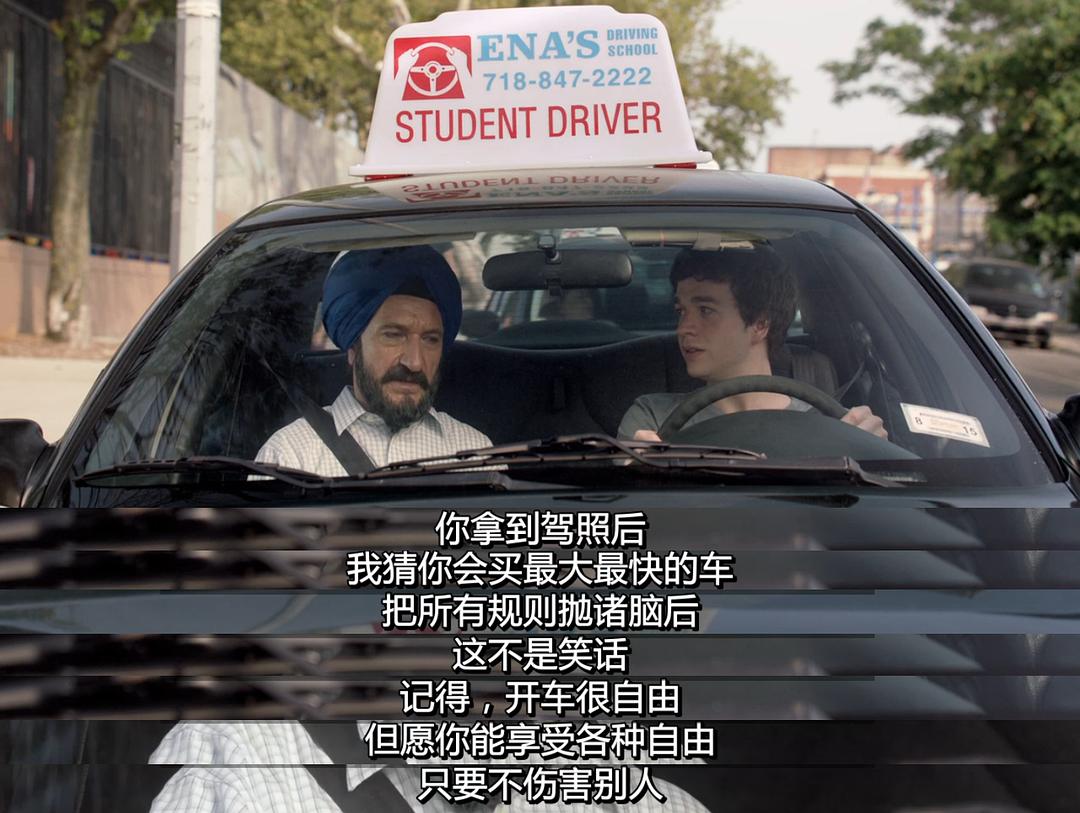 ENA'S DRIVING SCHOOL
718-847-2222
STUDENT DRIVER
8 15
你拿到驾照后
我猜你会买最大最快的车
把所有规则抛诸脑后
这不是笑话
记得，开车很自由
但愿你能享受各种自由
只要不伤害别人